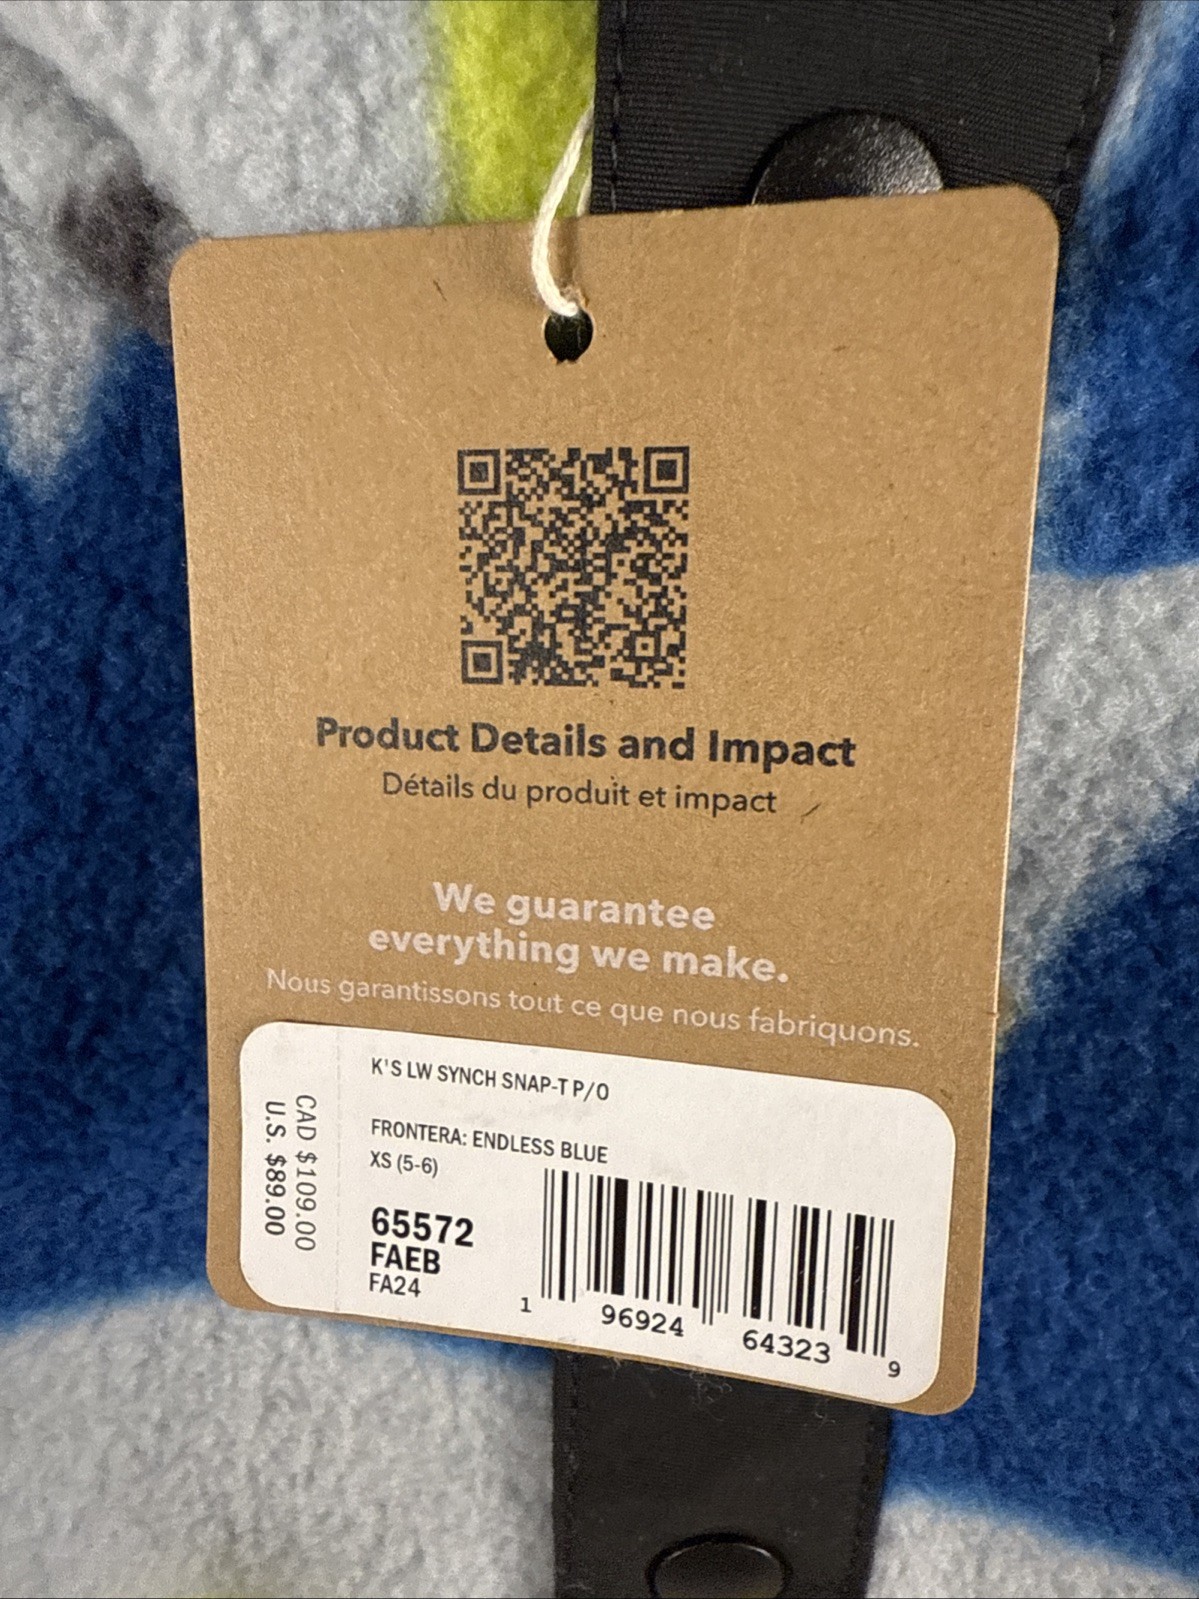 Product Details and Impact
Détails du produit et impact
We guarantee
everything we make.
Nous garantissons tout ce que nous fabriquons.
K'S LW SYNCH SNAP-T P/O
FRONTERA: ENDLESS BLUE
XS (5-6)
65572
FAEB
FA24
CAD $109.00
U.S. $89.00
1 96924 64323 9